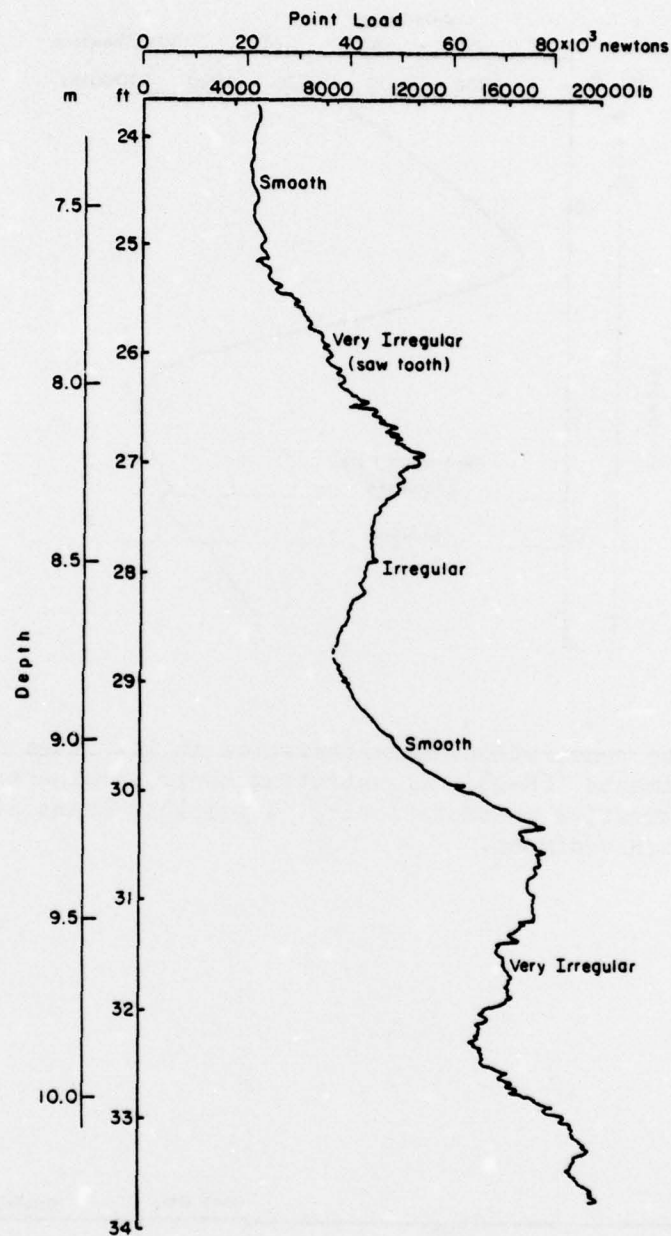 Point Load
0 20 40 60 80×10³ newtons
m ft 0 4000 80000 12000 16000 20000 lb
24
Smooth
7.5
25
Very Irregular
(saw tooth)
26
8.0
27
8.5
28
Irregular
Depth
29
9.0
Smooth
30
31
9.5
Very Irregular
32
10.0
33
34